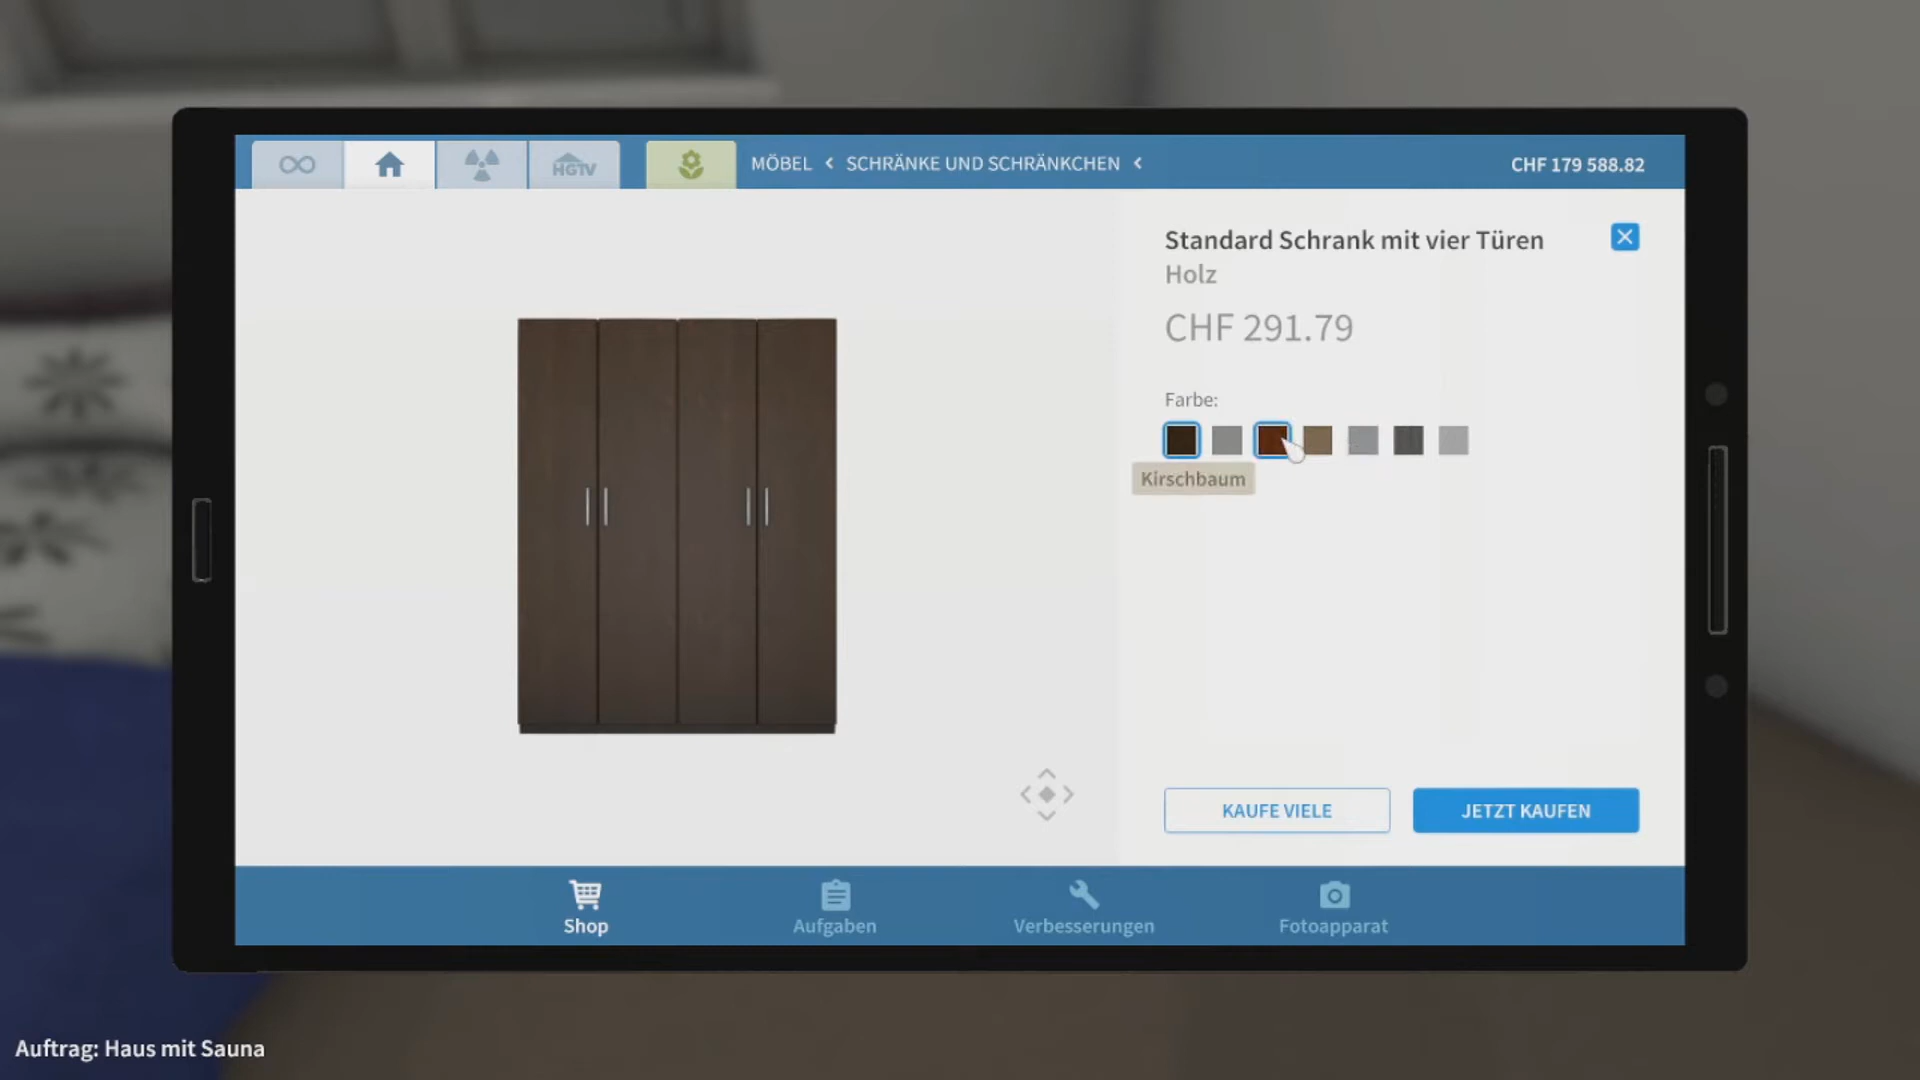 HGTV
MÖBEL < SCHRÄNKE UND SCHRÄNKCHEN <
CHF 179 588.82
Standard Schrank mit vier Türen
Holz
CHF 291.79
Farbe:
Kirschbaum
KAUFE VIELE
JETZT KAUFEN
Shop
Aufgaben
Verbesserungen
Fotoapparat
Auftrag: Haus mit Sauna